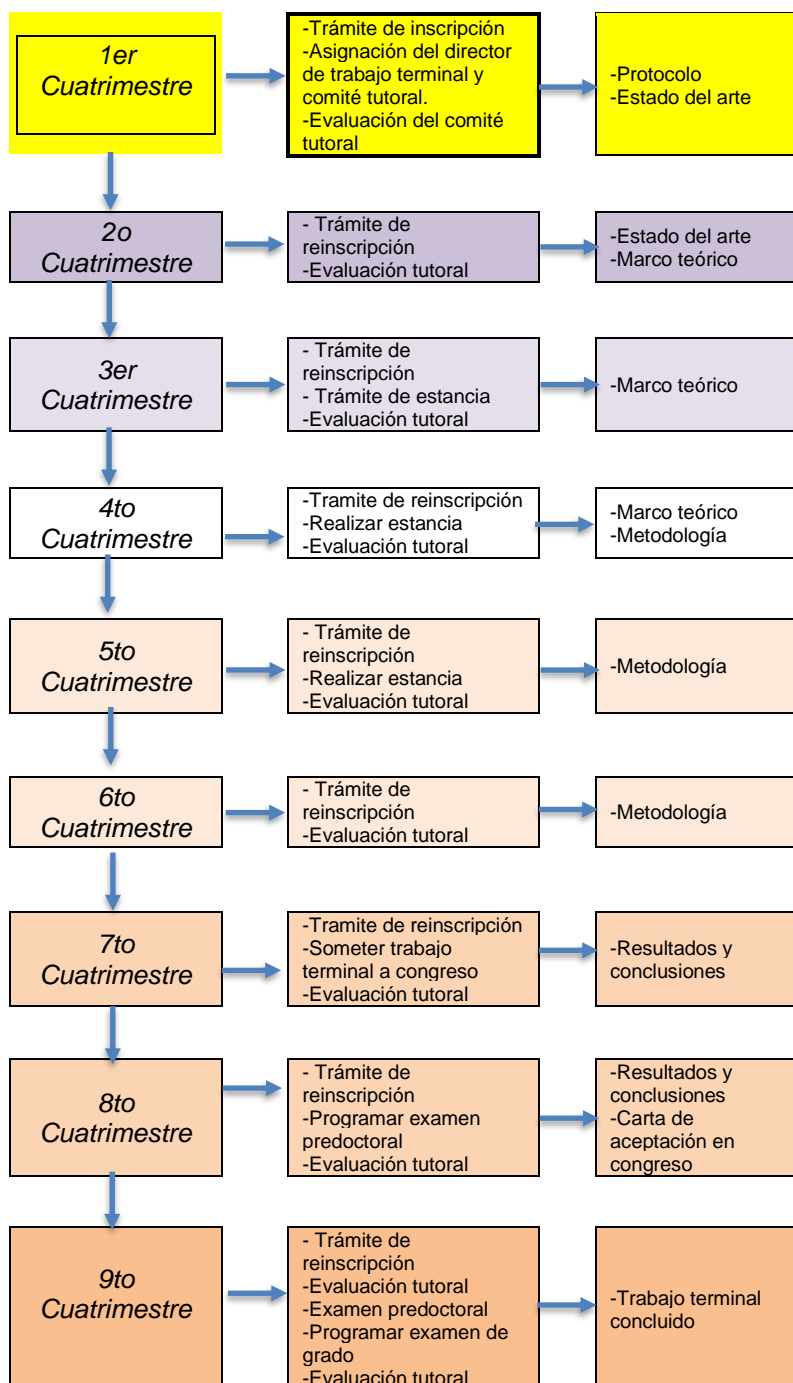 1er
Cuatrimestre
-Trámite de inscripción
-Asignación del director
de trabajo terminal y
comité tutoral.
-Evaluación del comité
tutoral
-Protocolo
-Estado del arte
2o
Cuatrimestre
- Trámite de
reinscripción
-Evaluación tutoral
-Estado del arte
-Marco teórico
3er
Cuatrimestre
- Trámite de
reinscripción
- Trámite de estancia
-Evaluación tutoral
-Marco teórico
4to
Cuatrimestre
-Tramite de reinscripción
-Realizar estancia
-Evaluación tutoral
-Marco teórico
-Metodología
5to
Cuatrimestre
- Trámite de
reinscripción
-Realizar estancia
-Evaluación tutoral
-Metodología
6to
Cuatrimestre
- Trámite de
reinscripción
-Evaluación tutoral
-Metodología
7to
Cuatrimestre
-Tramite de reinscripción
-Someter trabajo
terminal a congreso
-Evaluación tutoral
-Resultados y
conclusiones
8to
Cuatrimestre
- Trámite de
reinscripción
-Programar examen
predoctoral
-Evaluación tutoral
-Resultados y
conclusiones
-Carta de
aceptación en
congreso
9to
Cuatrimestre
- Trámite de
reinscripción
-Evaluación tutoral
-Examen predoctoral
-Programar examen de
grado
-Evaluación tutoral
-Trabajo terminal
concluido